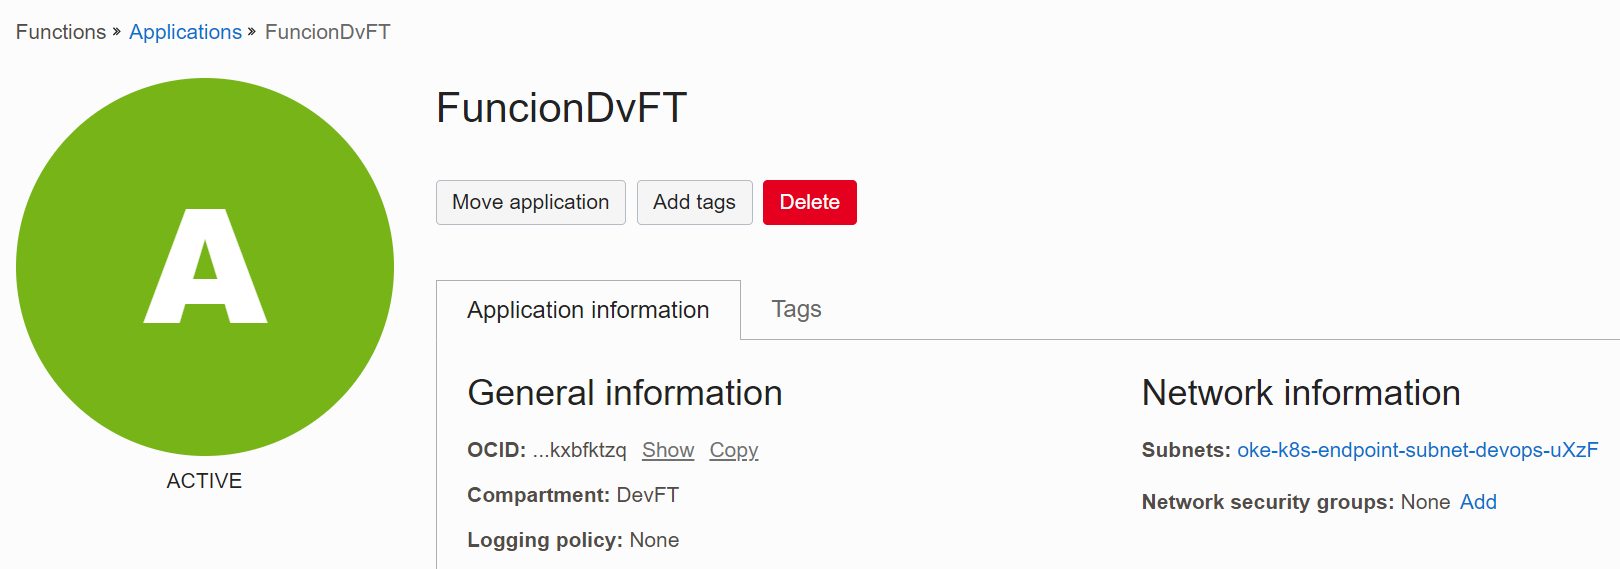 Functions » Applications » FuncionDvFT
A
ACTIVE
FuncionDvFT
Move application Add tags Delete
Application information Tags
General information
OCID: ...kxbfktzq Show Copy
Compartment: DevFT
Logging policy: None
Network information
Subnets: oke-k8s-endpoint-subnet-devops-uXzF
Network security groups: None Add